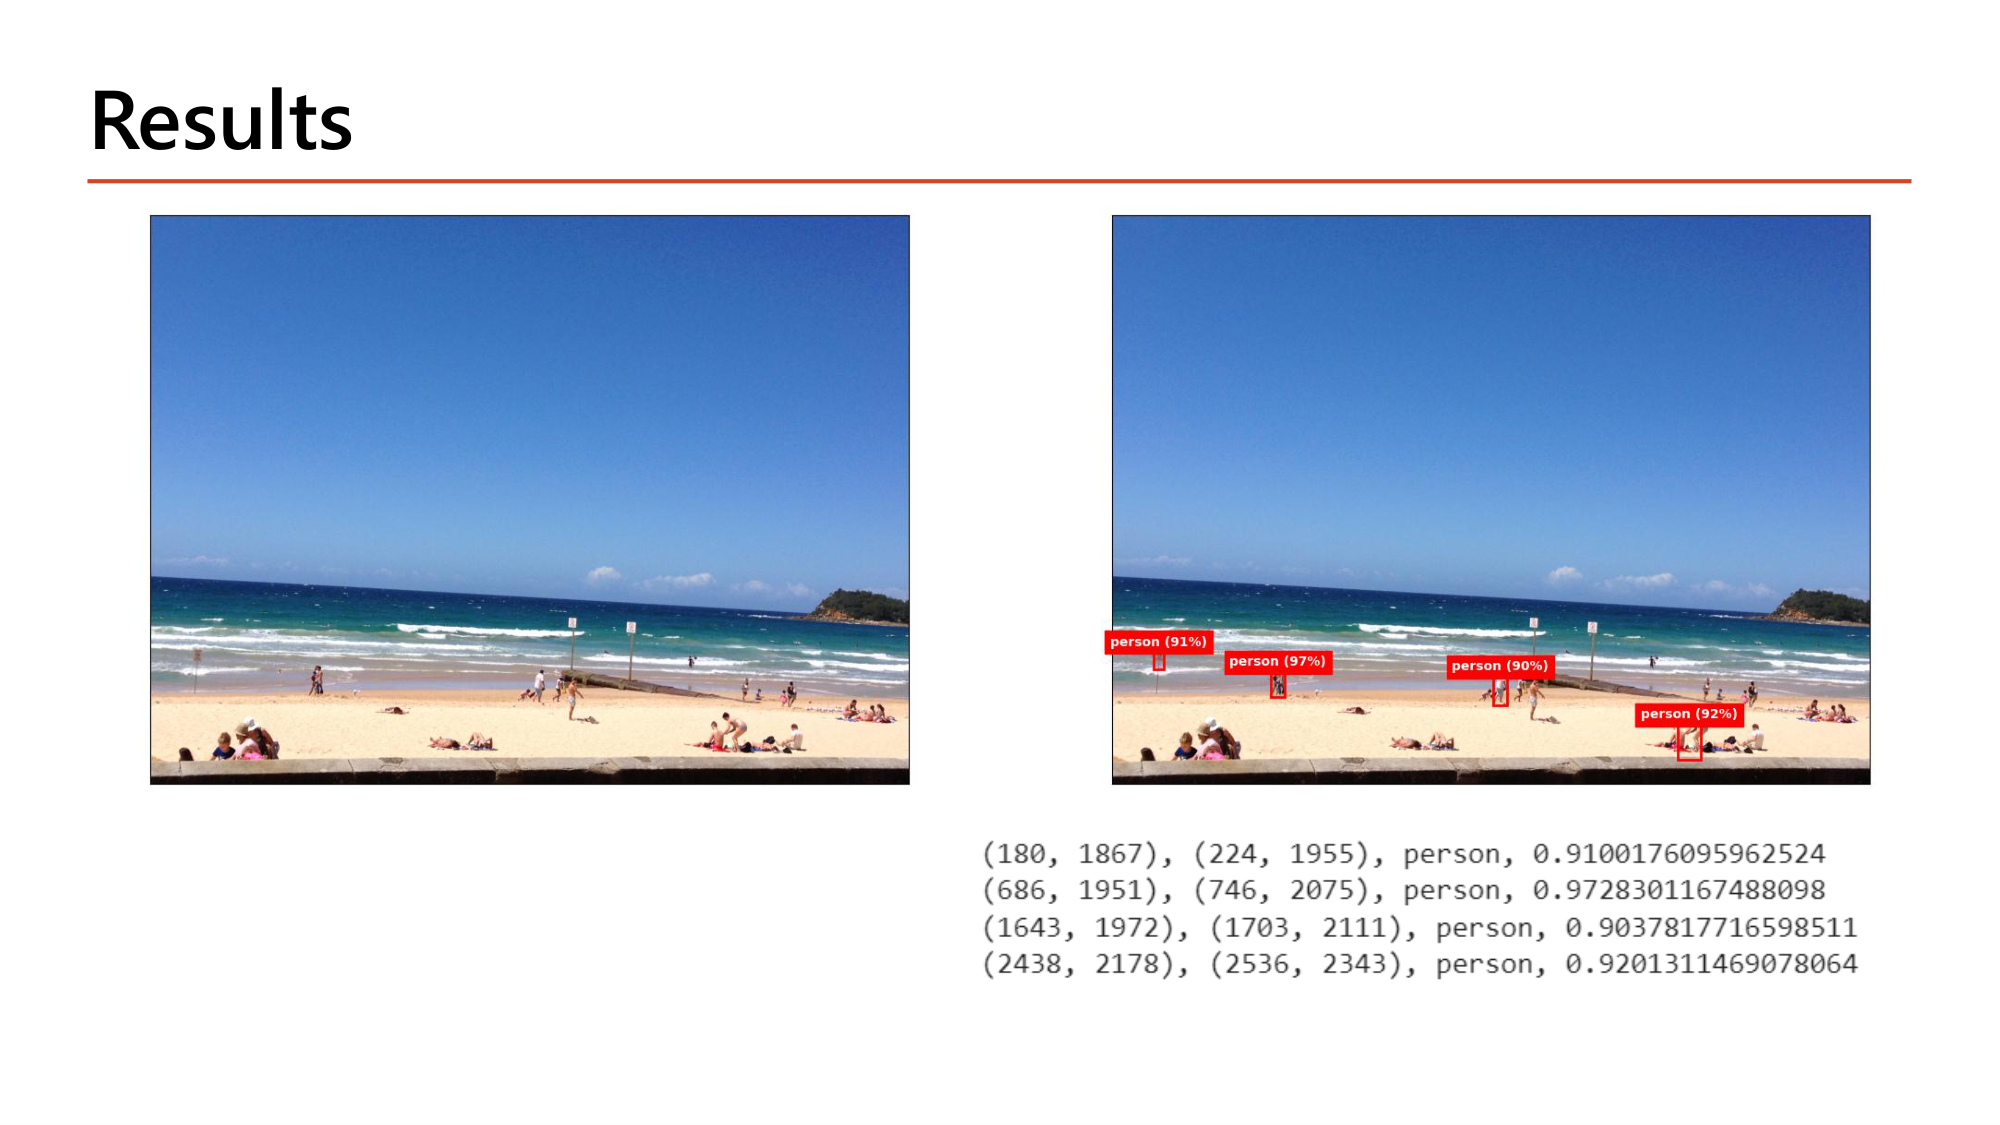 Results
person (91%)
person (97%)
person (90%)
person (92%)
(180, 1867), (224, 1955), person, 0.9100176095962524
(686, 1951), (746, 2075), person, 0.9728301167488098
(1643, 1972), (1703, 2111), person, 0.9037817716598511
(2438, 2178), (2536, 2343), person, 0.9201311469078064